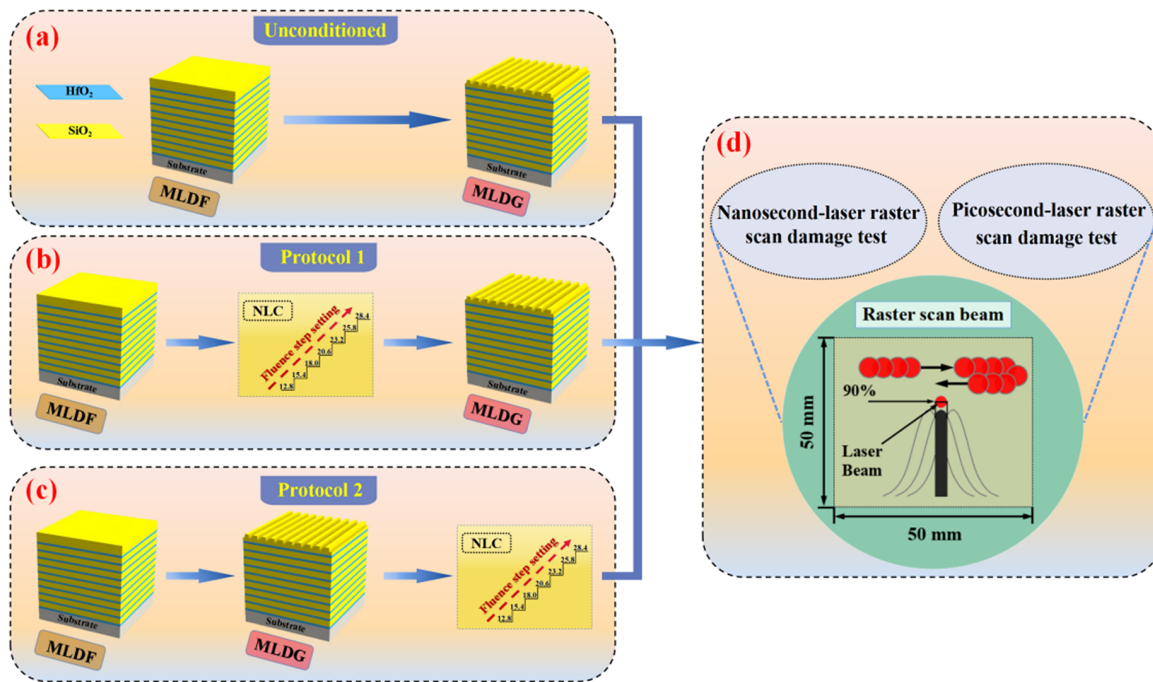 (a)
Unconditioned
HfO₂
SiO₂
Substrate
MLDF
Substrate
MLDG
(b)
Protocol 1
Substrate
MLDF
NLC
Fluence step setting
12.8
15.4
18.0
20.6
23.2
25.8
28.4
Substrate
MLDG
(c)
Protocol 2
Substrate
MLDF
Substrate
MLDG
NLC
Fluence step setting
12.8
15.4
18.0
20.6
23.2
25.8
28.4
(d)
Nanosecond-laser raster
scan damage test
Picosecond-laser raster
scan damage test
Raster scan beam
90%
Laser
Beam
50 mm
50 mm